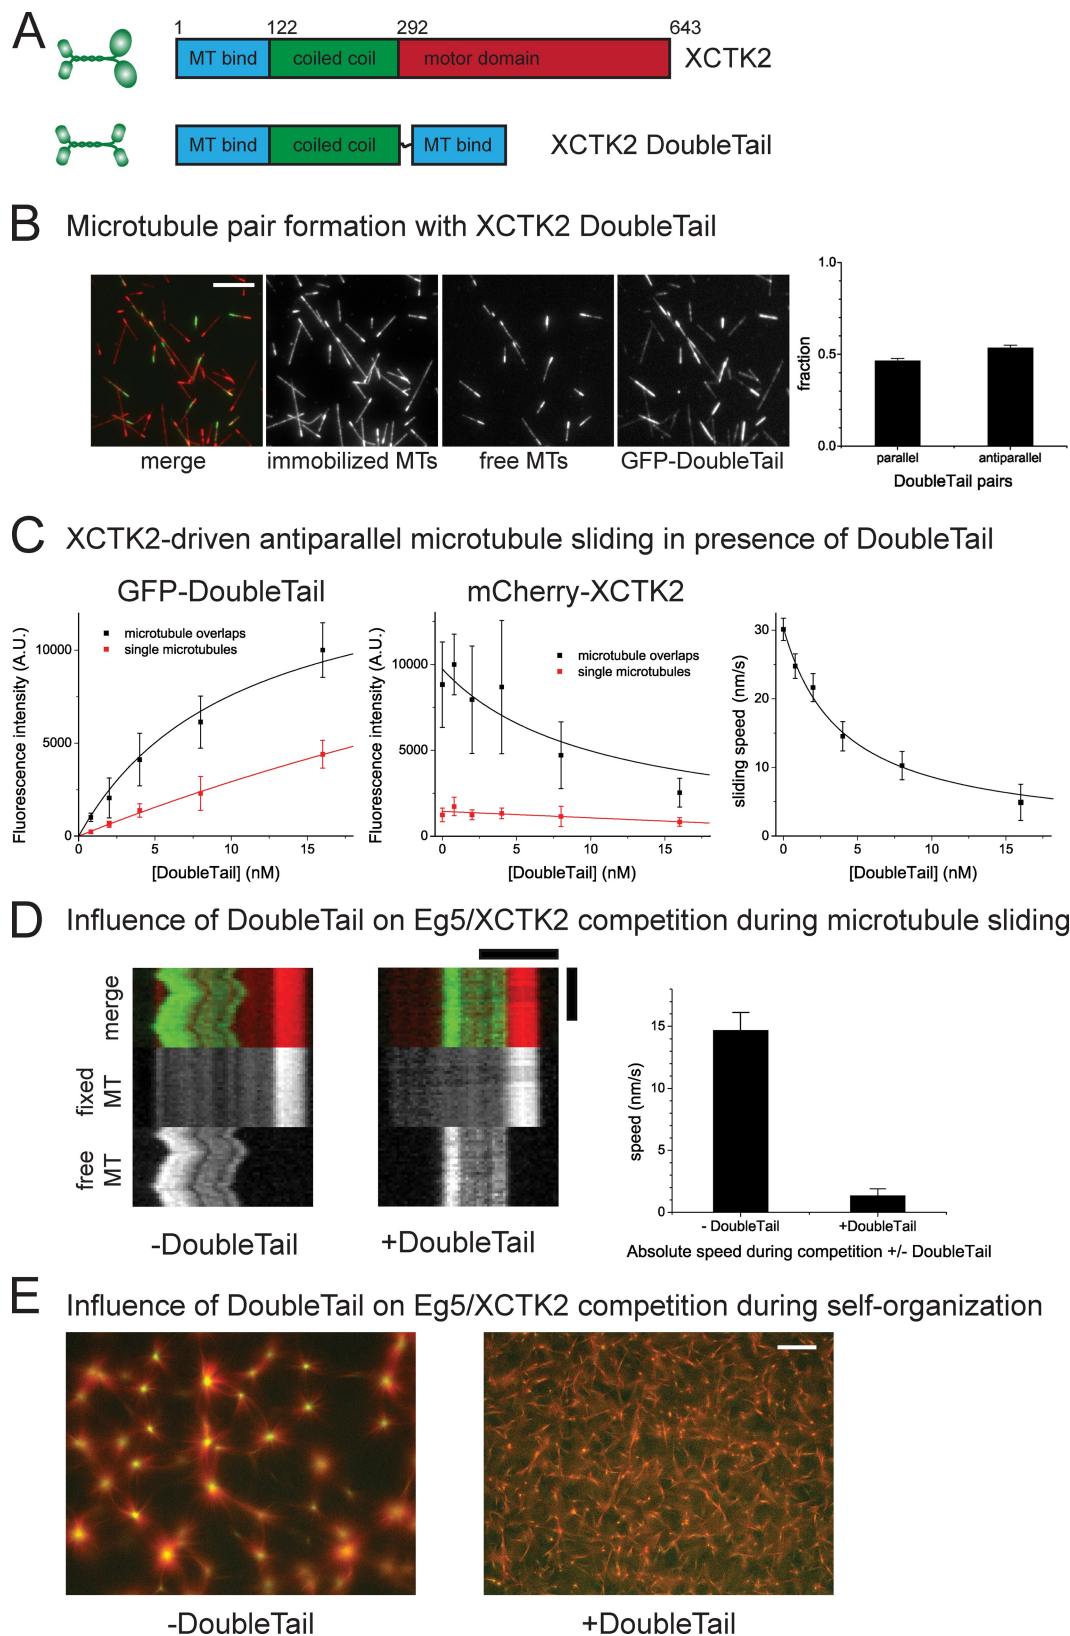 A
1 122 292 643
MT bind coiled coil motor domain XCTK2
MT bind coiled coil MT bind XCTK2 DoubleTail
B Microtubule pair formation with XCTK2 DoubleTail
merge immobilized MTs free MTs GFP-DoubleTail
fraction
1.0
0.5
0.0
parallel antiparallel
DoubleTail pairs
C XCTK2-driven antiparallel microtubule sliding in presence of DoubleTail
GFP-DoubleTail
Fluorescence intensity (A.U.)
10000
5000
0
microtubule overlaps
single microtubules
0 5 10 15
[DoubleTail] (nM)
mCherry-XCTK2
Fluorescence intensity (A.U.)
10000
5000
0
microtubule overlaps
single microtubules
0 5 10 15
[DoubleTail] (nM)
sliding speed (nm/s)
30
20
10
0
0 5 10 15
[DoubleTail] (nM)
D Influence of DoubleTail on Eg5/XCTK2 competition during microtubule sliding
merge
fixed
MT
free
MT
-DoubleTail +DoubleTail
speed (nm/s)
15
10
5
0
- DoubleTail +DoubleTail
Absolute speed during competition +/- DoubleTail
E Influence of DoubleTail on Eg5/XCTK2 competition during self-organization
-DoubleTail +DoubleTail